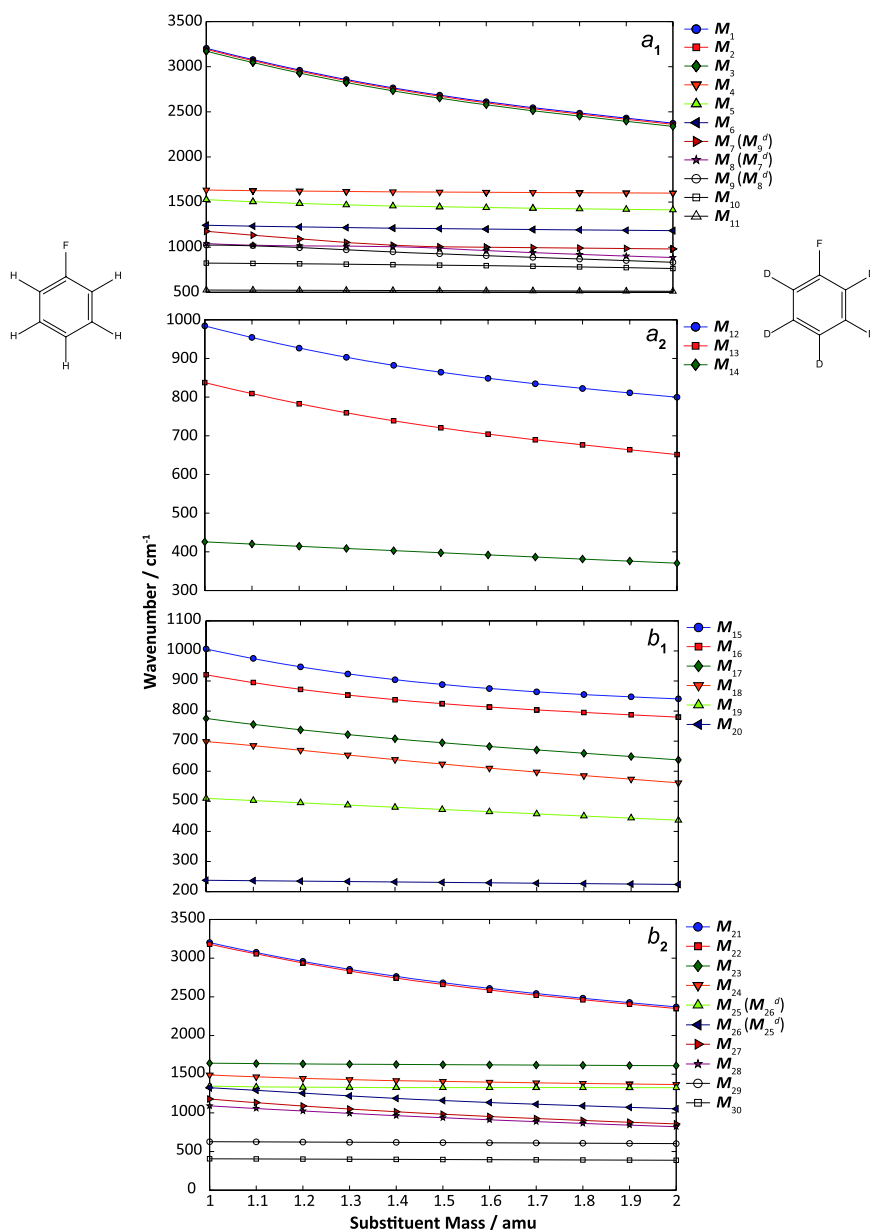 a1
3500
3000
2500
2000
1500
1000
500
M1
M2
M3
M4
M5
M6
M7 (M9d)
M8 (M7d)
M9 (M8d)
M10
M11
F
H
H
H
H
H
F
D
D
D
D
D
a2
1000
900
800
700
600
500
400
300
M12
M13
M14
Wavenumber / cm-1
b1
1100
1000
900
800
700
600
500
400
300
200
M15
M16
M17
M18
M19
M20
b2
3500
3000
2500
2000
1500
1000
500
0
M21
M22
M23
M24
M25 (M26d)
M26 (M25d)
M27
M28
M29
M30
1 1.1 1.2 1.3 1.4 1.5 1.6 1.7 1.8 1.9 2
Substituent Mass / amu